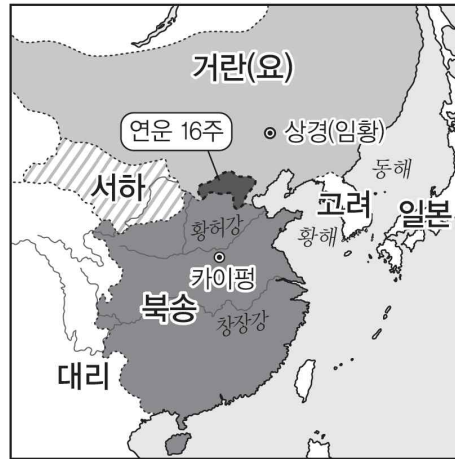 거란(요)
연운 16주
상경(임황)
서하
동해
고려
일본
황허강
황해
카이펑
북송
창장강
대리